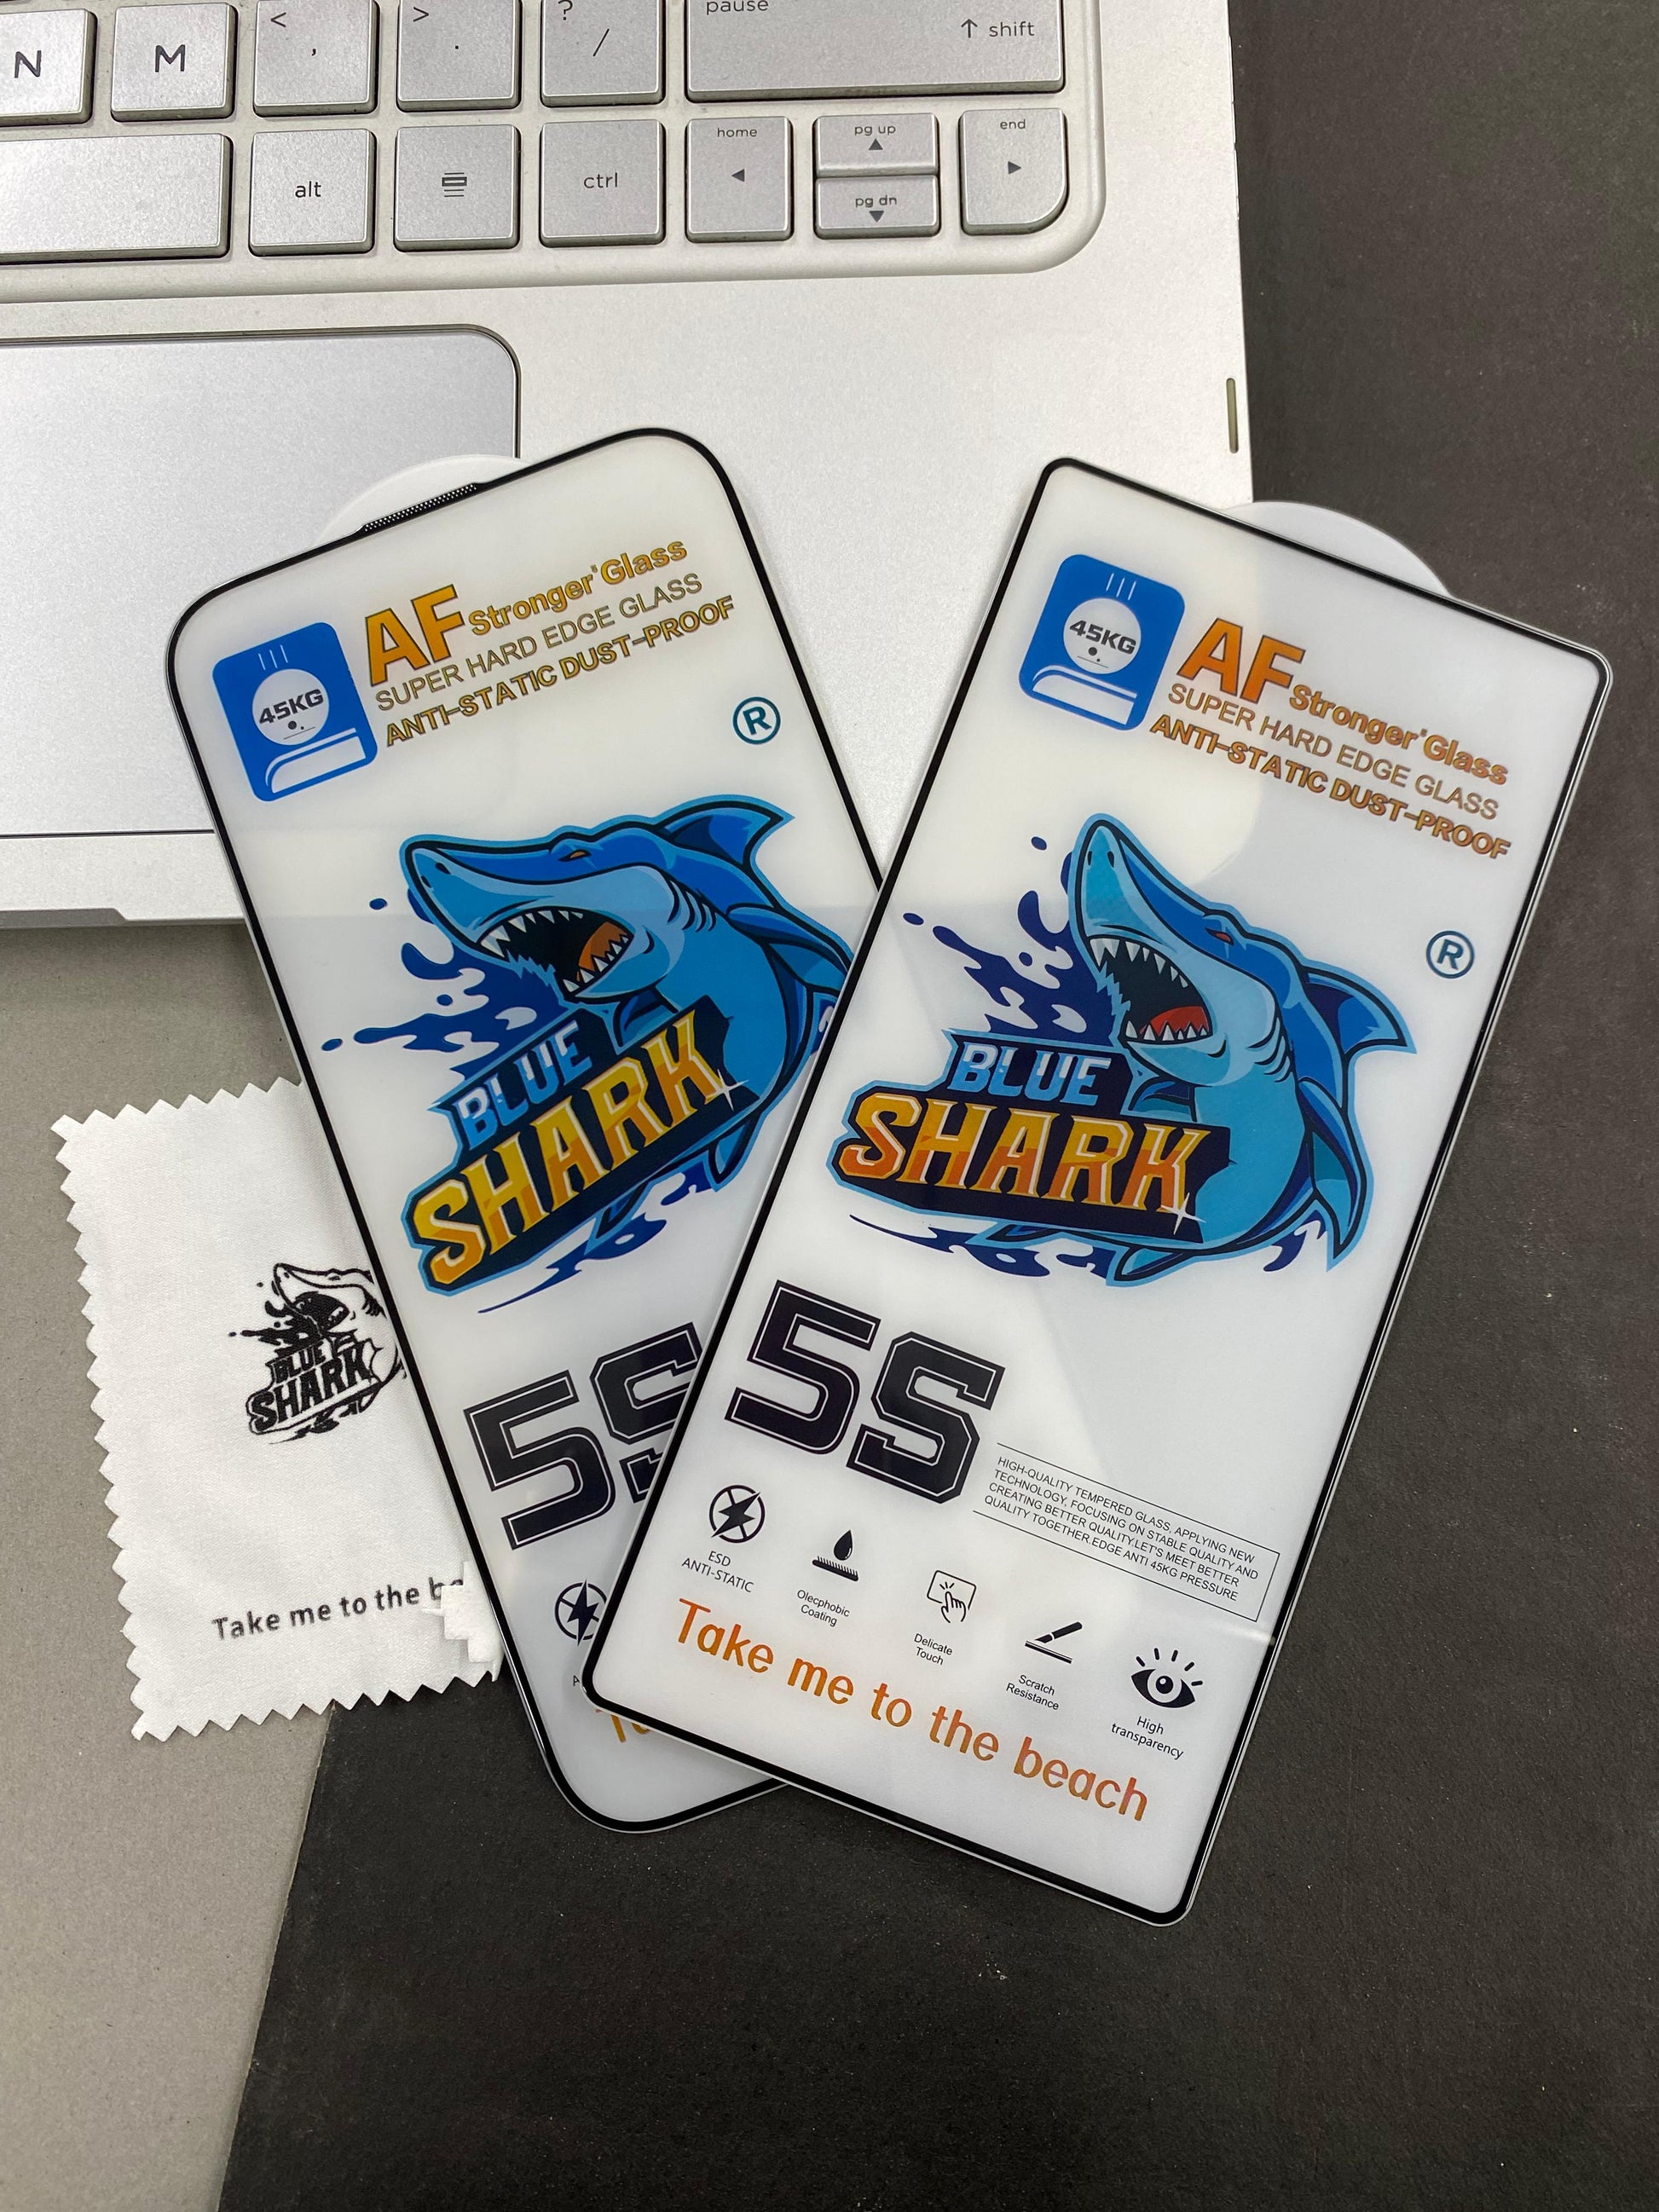 N
M
<
,
>
.
?
/
pause
↑ shift
alt
ctrl
home
pg up
pg dn
end
45KG
AF Stronger'Glass
SUPER HARD EDGE GLASS
ANTI-STATIC DUST-PROOF
®
BLUE
SHARK
5S
45KG
AF Stronger'Glass
SUPER HARD EDGE GLASS
ANTI-STATIC DUST-PROOF
®
BLUE
SHARK
5S
HIGH-QUALITY TEMPERED GLASS, APPLYING NEW
TECHNOLOGY, FOCUSING ON STABLE QUALITY AND
CREATING BETTER QUALITY.LET'S MEET BETTER
QUALITY TOGETHER.EDGE ANTI 45KG PRESSURE
ESD
ANTI-STATIC
Olecphobic
Coating
Delicate
Touch
Scratch
Resistance
High
transparency
Take me to the beach
BLUE
SHARK
Take me to the